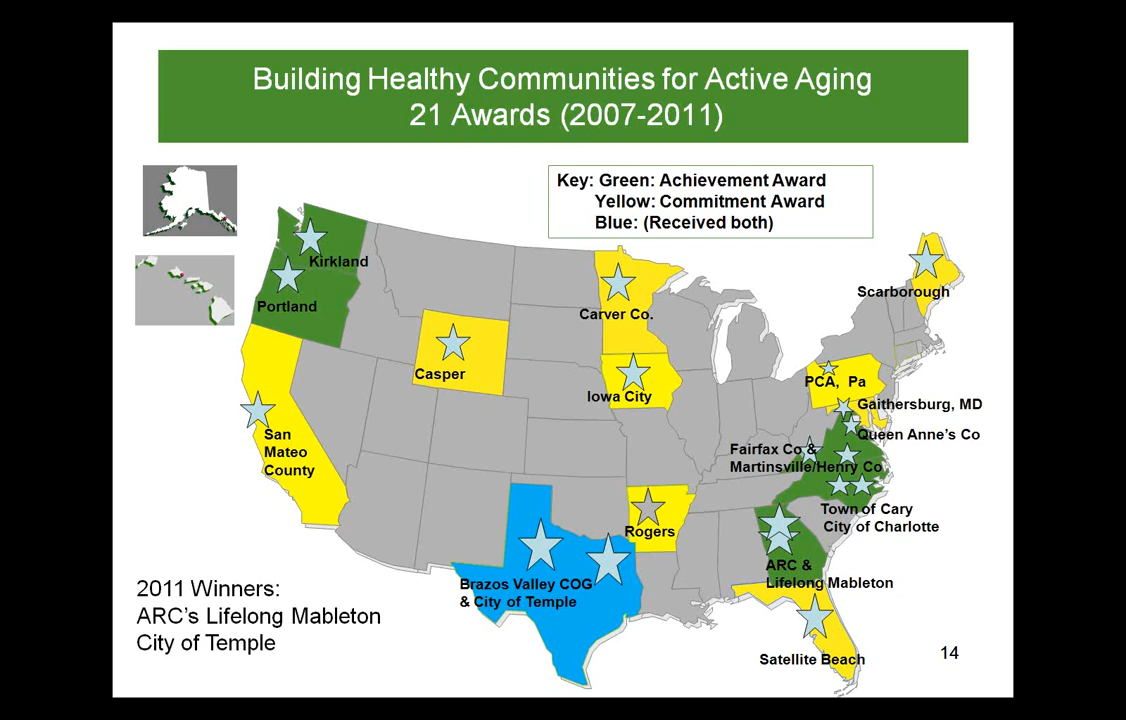 Building Healthy Communities for Active Aging
21 Awards (2007-2011)
Key: Green: Achievement Award
Yellow: Commitment Award
Blue: (Received both)
Kirkland
Portland
Carver Co.
Scarborough
Casper
Iowa City
PCA, Pa
Gaithersburg, MD
Queen Anne's Co
San
Mateo
County
Fairfax Co &
Martinsville/Henry Co
Town of Cary
City of Charlotte
Rogers
ARC &
Lifelong Mableton
Brazos Valley COG
& City of Temple
Satellite Beach
2011 Winners:
ARC's Lifelong Mableton
City of Temple
14